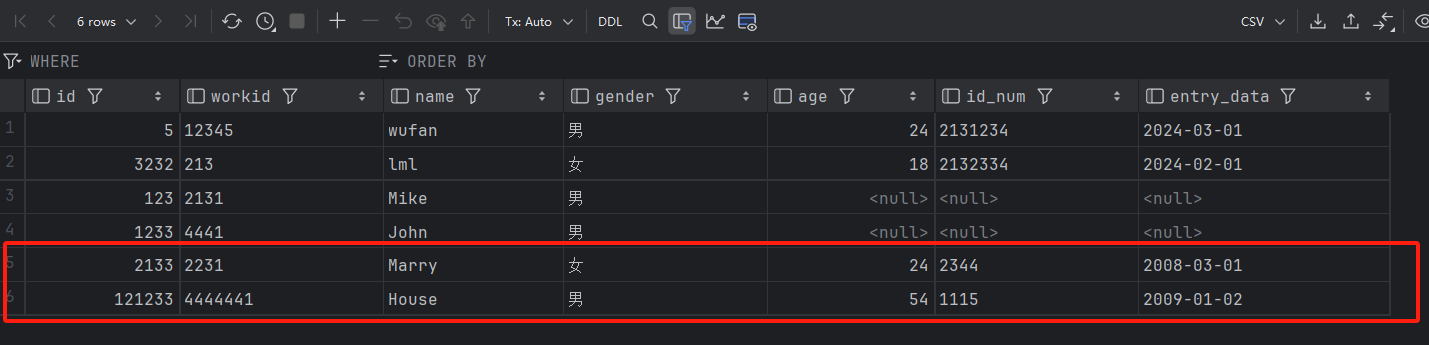 6 rows Tx: Auto DDL CSV
WHERE ORDER BY
id workid name gender age id_num entry_data
1 5 12345 wufan 男 24 2131234 2024-03-01
2 3232 213 lml 女 18 2132334 2024-02-01
3 123 2131 Mike 男 <null> <null> <null>
4 1233 4441 John 男 <null> <null> <null>
5 2133 2231 Marry 女 24 2344 2008-03-01
6 121233 4444441 House 男 54 1115 2009-01-02